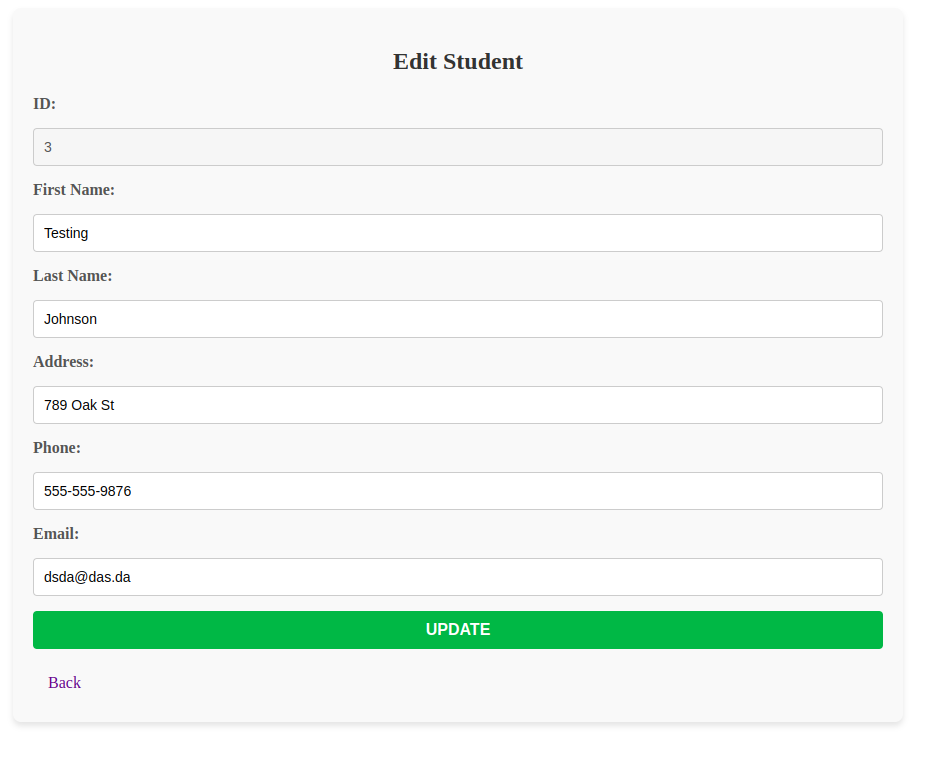 Edit Student
ID:
3
First Name:
Testing
Last Name:
Johnson
Address:
789 Oak St
Phone:
555-555-9876
Email:
dsda@das.da
UPDATE
Back